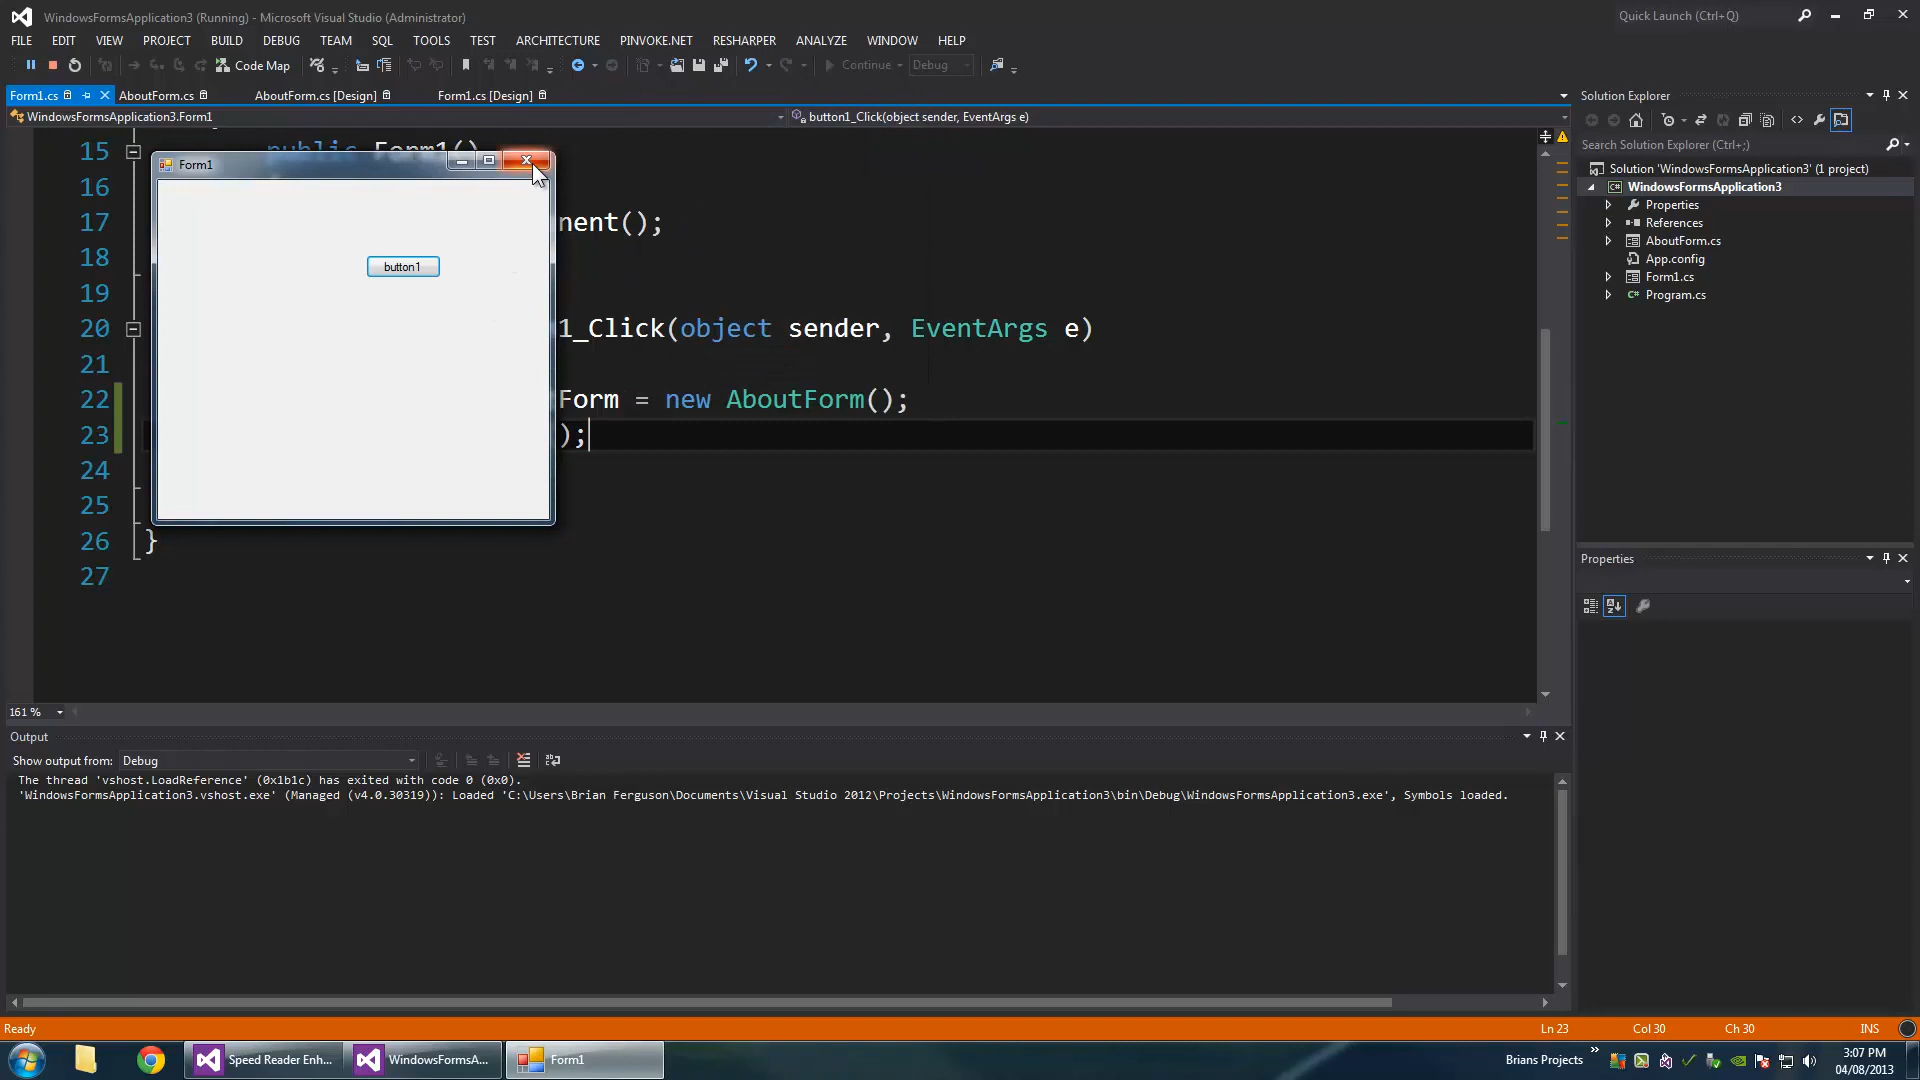 WindowsFormsApplication3 (Running) - Microsoft Visual Studio (Administrator)
Quick Launch (Ctrl+Q)
FILE EDIT VIEW PROJECT BUILD DEBUG TEAM SQL TOOLS TEST ARCHITECTURE PINVOKE.NET RESHARPER ANALYZE WINDOW HELP
Code Map Continue Debug
Form1.cs AboutForm.cs AboutForm.cs [Design] Form1.cs [Design]
WindowsFormsApplication3.Form1 button1_Click(object sender, EventArgs e)
15 public Form1()
Form1
16
17 nent();
18
button1
19
20 1_Click(object sender, EventArgs e)
21
22 Form = new AboutForm();
23 );
24
25
26 }
27
161 %
Solution Explorer
Search Solution Explorer (Ctrl+;)
Solution 'WindowsFormsApplication3' (1 project)
WindowsFormsApplication3
Properties
References
AboutForm.cs
App.config
Form1.cs
Program.cs
Properties
Output
Show output from: Debug
The thread 'vshost.LoadReference' (0x1b1c) has exited with code 0 (0x0).
'WindowsFormsApplication3.vshost.exe' (Managed (v4.0.30319)): Loaded 'C:\Users\Brian Ferguson\Documents\Visual Studio 2012\Projects\WindowsFormsApplication3\bin\Debug\WindowsFormsApplication3.exe', Symbols loaded.
Ready Ln 23 Col 30 Ch 30 INS
Speed Reader Enh... WindowsFormsA... Form1 Brians Projects
3:07 PM
04/08/2013